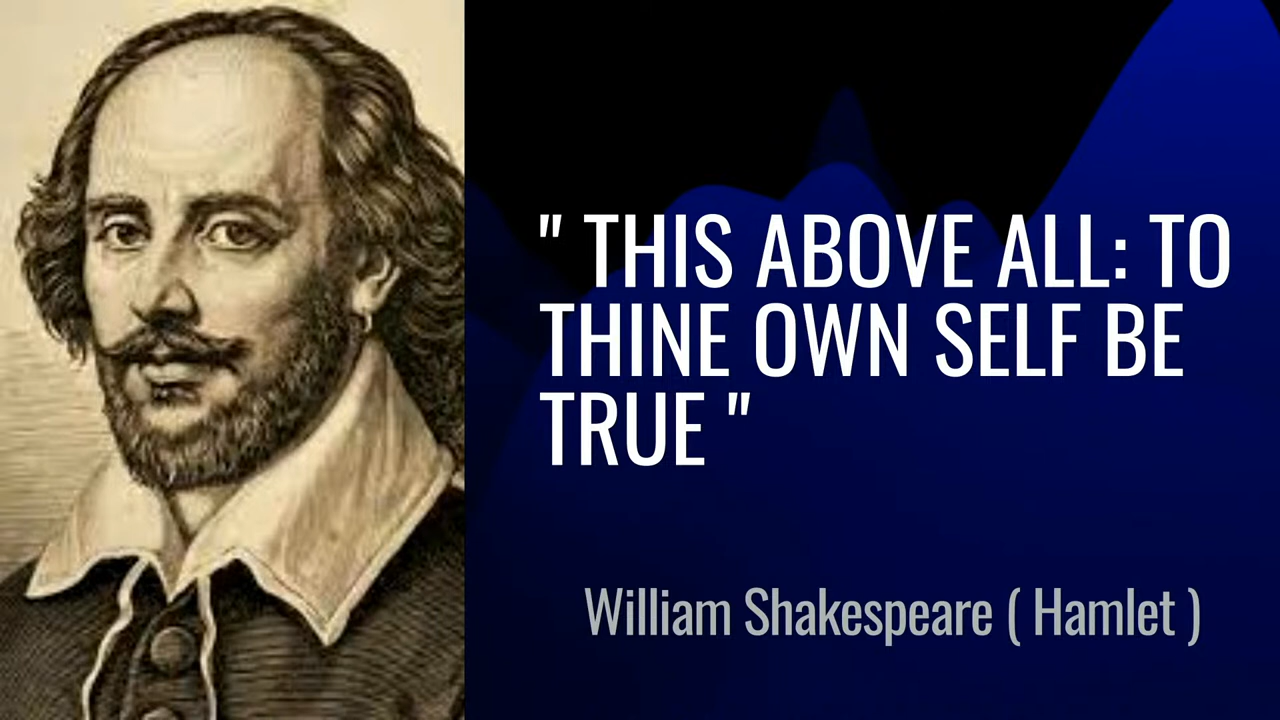 " THIS ABOVE ALL: TO
THINE OWN SELF BE
TRUE "
William Shakespeare ( Hamlet )